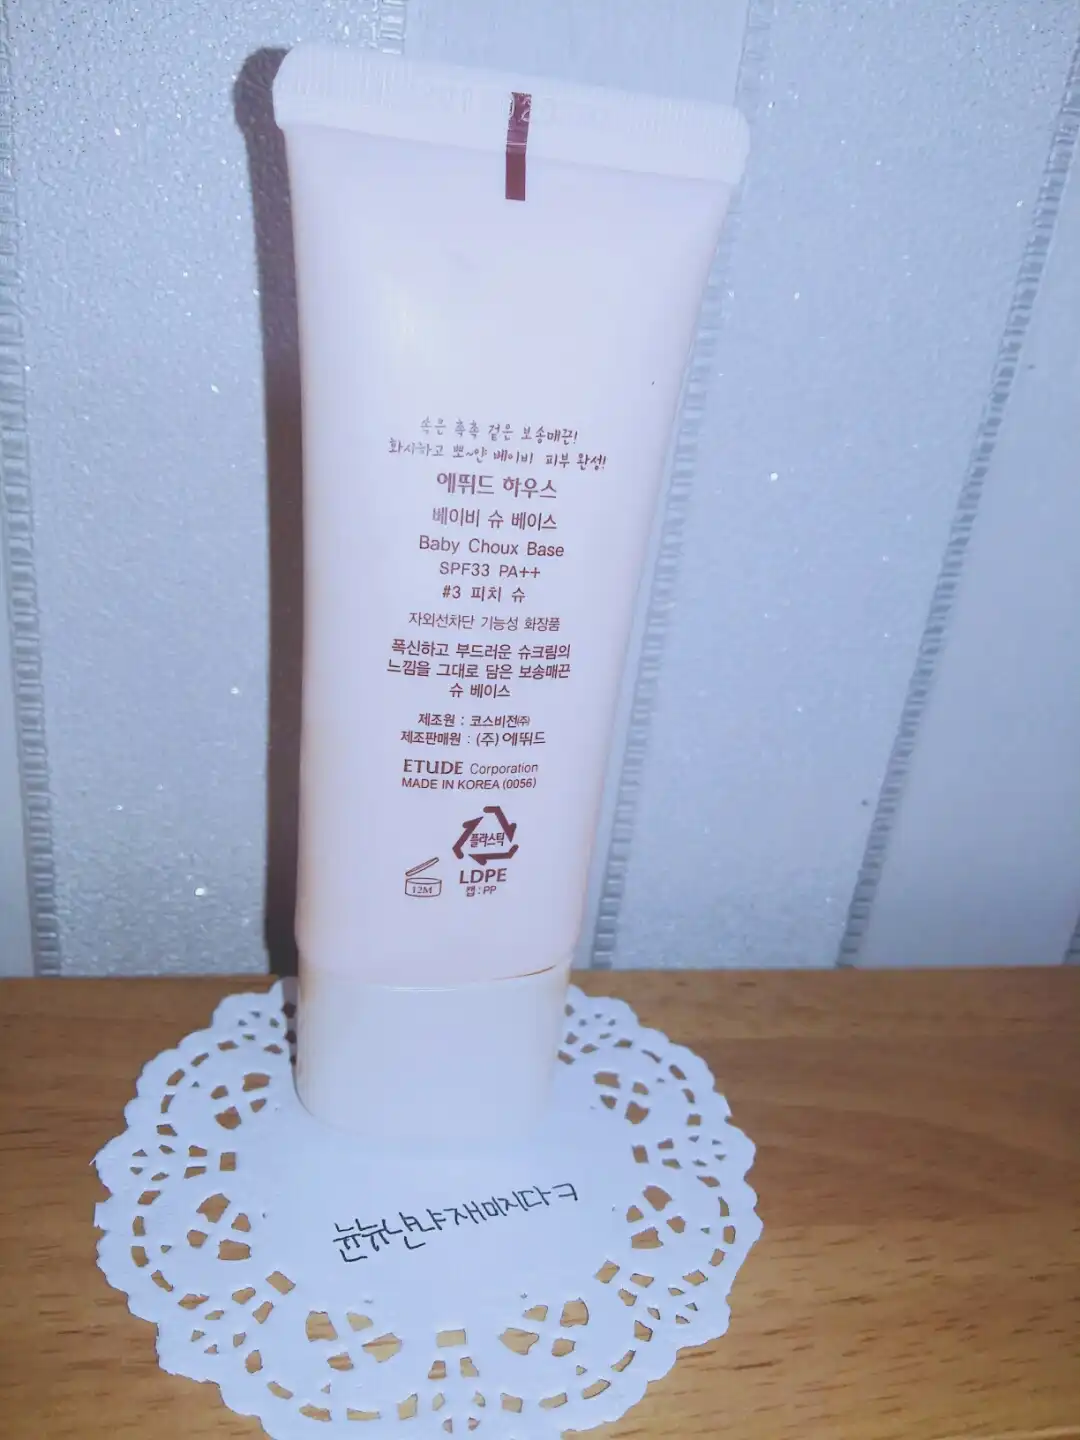 속은 촉촉 겉은 보송매끈!
화사하고 뽀~얀 베이비 피부 완성!
에뛰드 하우스
베이비 슈 베이스
Baby Choux Base
SPF33 PA++
#3 피치 슈
자외선차단 기능성 화장품
폭신하고 부드러운 슈크림의
느낌을 그대로 담은 보송매끈
슈 베이스
제조원 : 코스비전㈜
제조판매원 : (주)에뛰드
ETUDE Corporation
MADE IN KOREA (0056)
플라스틱
LDPE
캡 : PP
12M